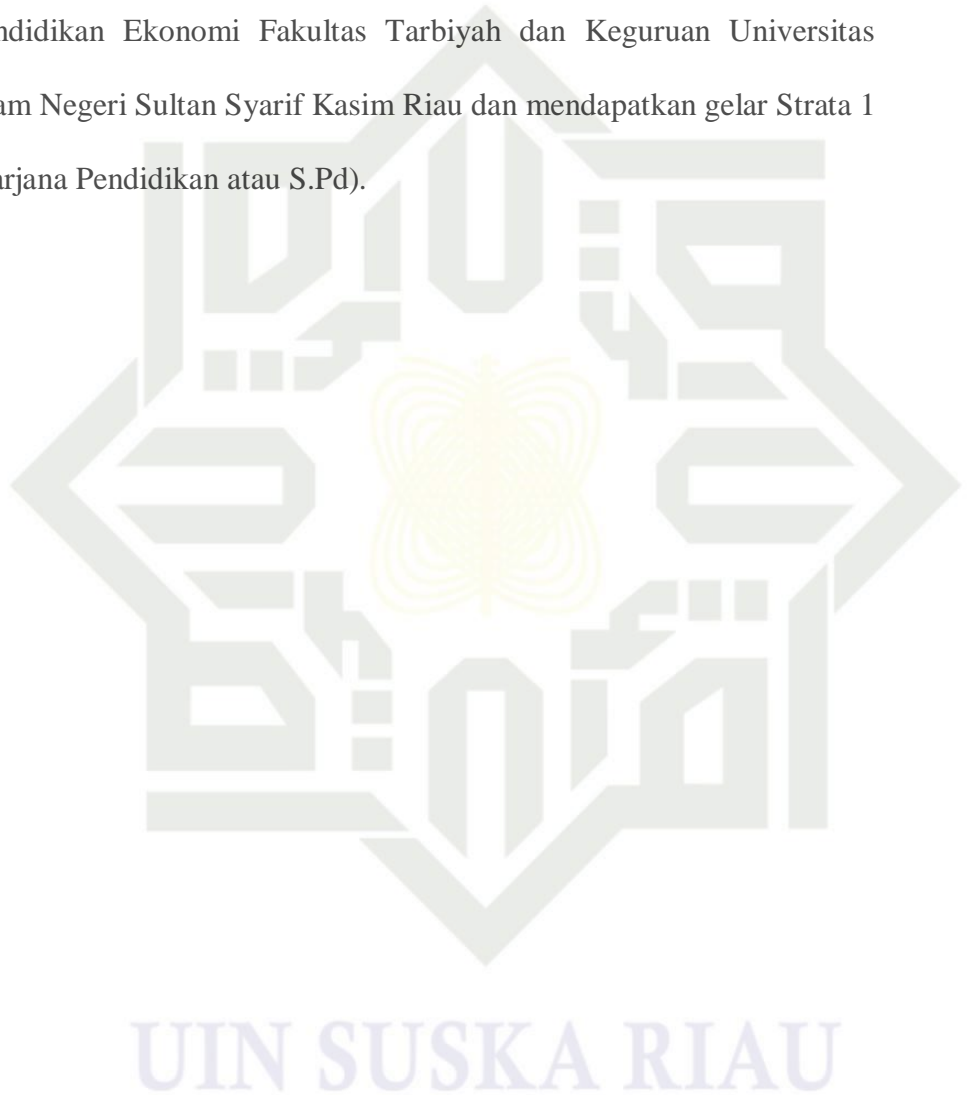 ndidikan Ekonomi Fakultas Tarbiyah dan Keguruan Universitas
am Negeri Sultan Syarif Kasim Riau dan mendapatkan gelar Strata 1
arjana Pendidikan atau S.Pd).
UIN SUSKA RIAU